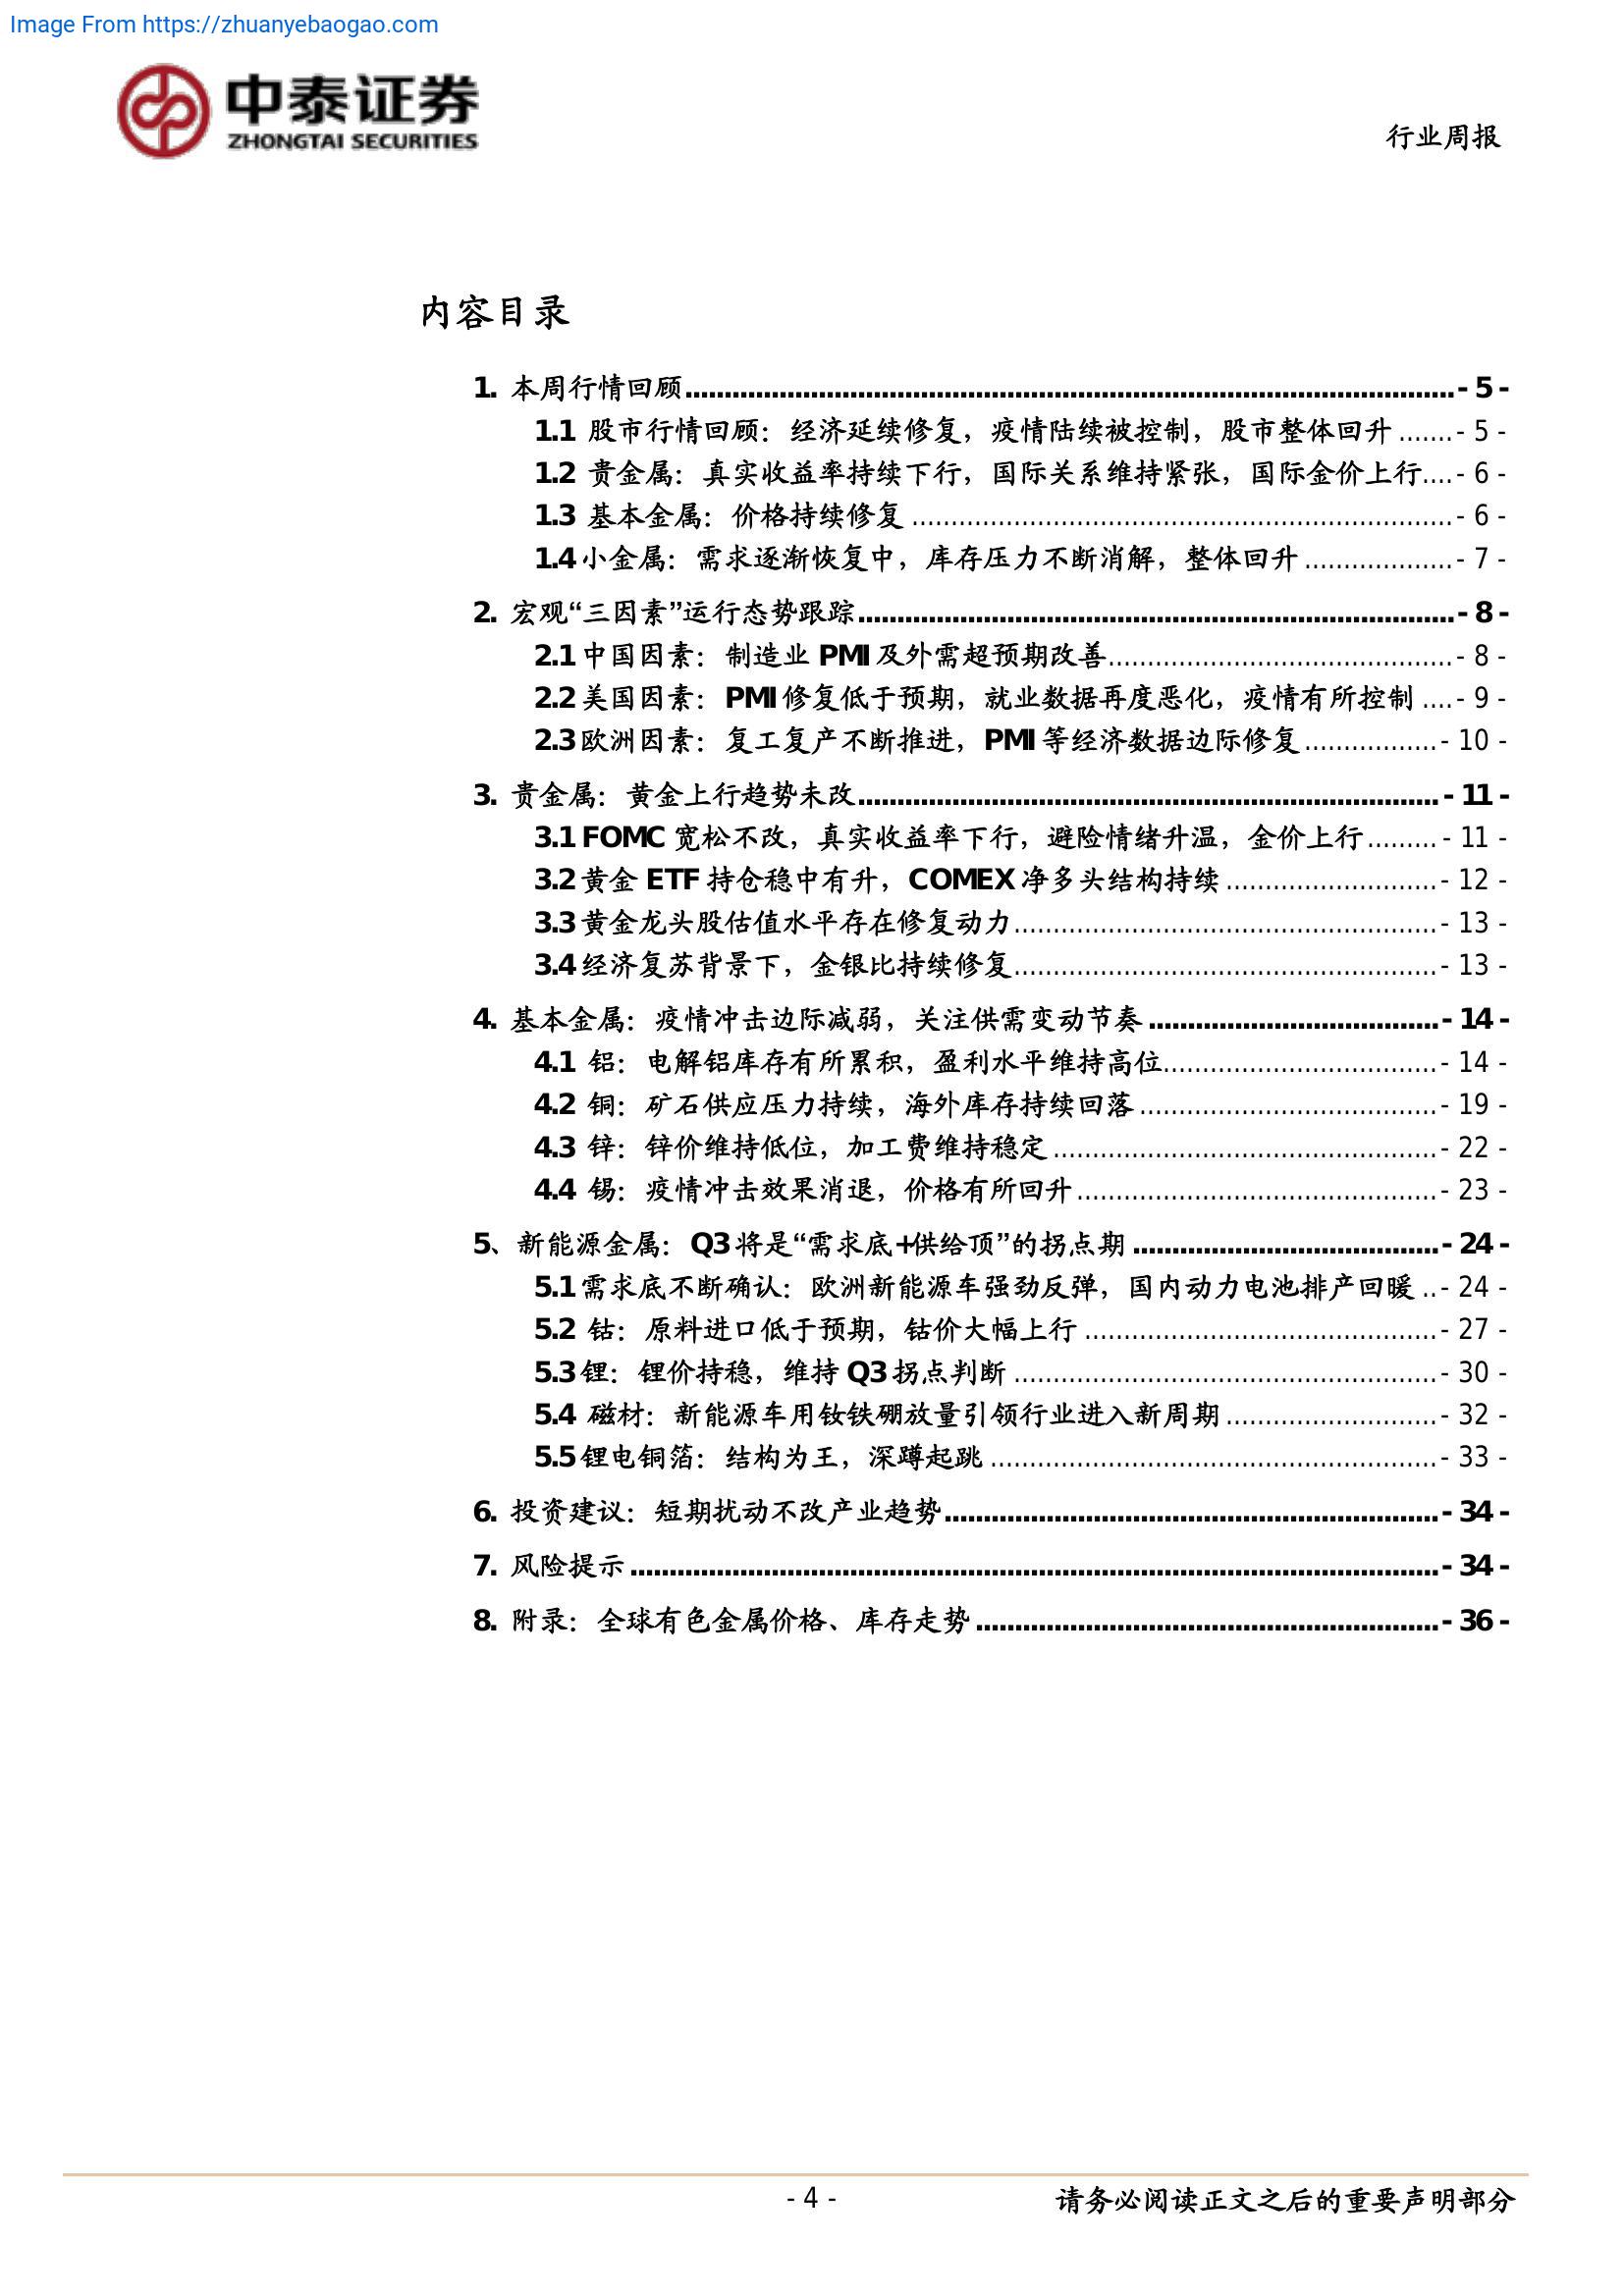 Image From https://zhuanyebaogao.com
中泰证券
ZHONGTAI SECURITIES
行业周报
内容目录
1. 本周行情回顾 - 5 -
1.1 股市行情回顾：经济延续修复，疫情陆续被控制，股市整体回升 - 5 -
1.2 贵金属：真实收益率持续下行，国际关系维持紧张，国际金价上行 - 6 -
1.3 基本金属：价格持续修复 - 6 -
1.4 小金属：需求逐渐恢复中，库存压力不断消解，整体回升 - 7 -
2. 宏观“三因素”运行态势跟踪 - 8 -
2.1 中国因素：制造业 PMI 及外需超预期改善 - 8 -
2.2 美国因素：PMI 修复低于预期，就业数据再度恶化，疫情有所控制 - 9 -
2.3 欧洲因素：复工复产不断推进，PMI 等经济数据边际修复 - 10 -
3. 贵金属：黄金上行趋势未改 - 11 -
3.1 FOMC 宽松不改，真实收益率下行，避险情绪升温，金价上行 - 11 -
3.2 黄金 ETF 持仓稳中有升，COMEX 净多头结构持续 - 12 -
3.3 黄金龙头股估值水平存在修复动力 - 13 -
3.4 经济复苏背景下，金银比持续修复 - 13 -
4. 基本金属：疫情冲击边际减弱，关注供需变动节奏 - 14 -
4.1 铝：电解铝库存有所累积，盈利水平维持高位 - 14 -
4.2 铜：矿石供应压力持续，海外库存持续回落 - 19 -
4.3 锌：锌价维持低位，加工费维持稳定 - 22 -
4.4 锡：疫情冲击效果消退，价格有所回升 - 23 -
5、新能源金属：Q3 将是“需求底+供给顶”的拐点期 - 24 -
5.1 需求底不断确认：欧洲新能源车强劲反弹，国内动力电池排产回暖 - 24 -
5.2 钴：原料进口低于预期，钴价大幅上行 - 27 -
5.3 锂：锂价持稳，维持 Q3 拐点判断 - 30 -
5.4 磁材：新能源车用钕铁硼放量引领行业进入新周期 - 32 -
5.5 锂电铜箔：结构为王，深蹲起跳 - 33 -
6. 投资建议：短期扰动不改产业趋势 - 34 -
7. 风险提示 - 34 -
8. 附录：全球有色金属价格、库存走势 - 36 -
- 4 -
请务必阅读正文之后的重要声明部分